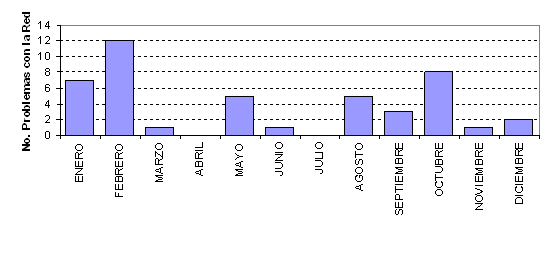 No. Problemas con la Red
14
12
10
8
6
4
2
0
ENERO
FEBRERO
MARZO
ABRIL
MAYO
JUNIO
JULIO
AGOSTO
SEPTIEMBRE
OCTUBRE
NOVIEMBRE
DICIEMBRE